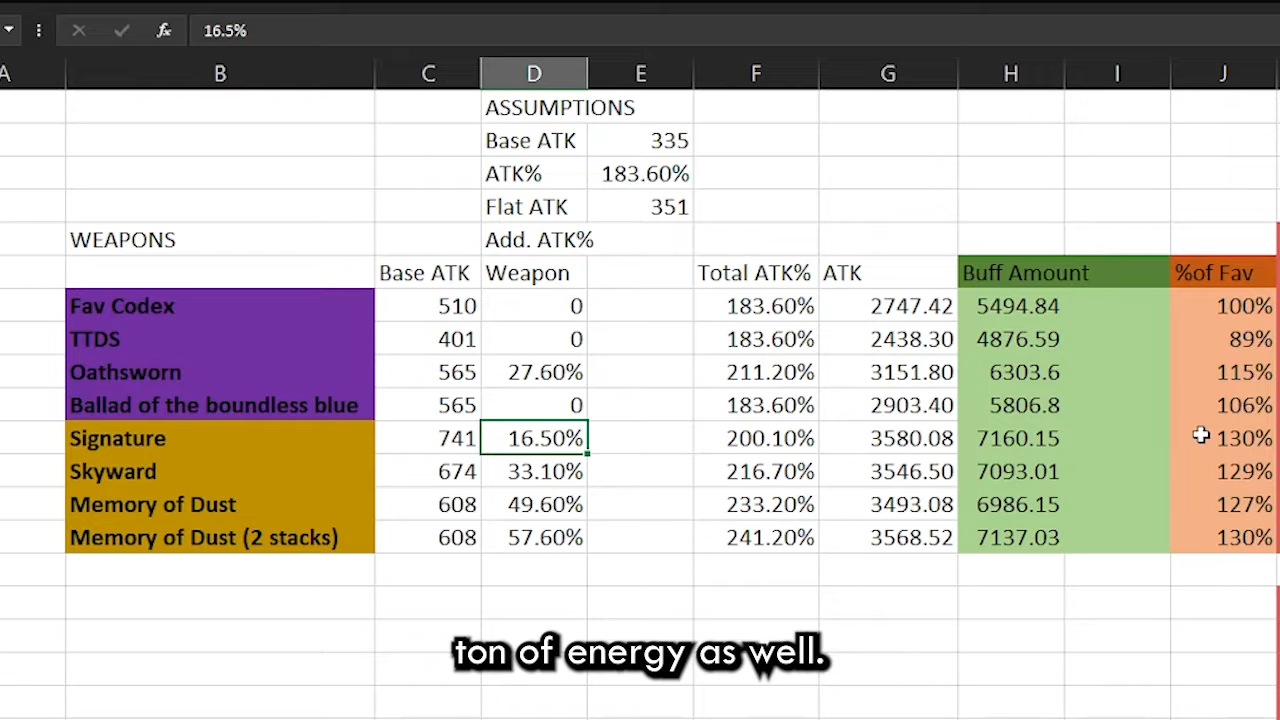 16.5%
A B C D E F G H I J
ASSUMPTIONS
Base ATK 335
ATK% 183.60%
Flat ATK 351
WEAPONS Add. ATK%
Base ATK Weapon Total ATK% ATK Buff Amount %of Fav
Fav Codex 510 0 183.60% 2747.42 5494.84 100%
TTDS 401 0 183.60% 2438.30 4876.59 89%
Oathsworn 565 27.60% 211.20% 3151.80 6303.6 115%
Ballad of the boundless blue 565 0 183.60% 2903.40 5806.8 106%
Signature 741 16.50% 200.10% 3580.08 7160.15 130%
Skyward 674 33.10% 216.70% 3546.50 7093.01 129%
Memory of Dust 608 49.60% 233.20% 3493.08 6986.15 127%
Memory of Dust (2 stacks) 608 57.60% 241.20% 3568.52 7137.03 130%
ton of energy as well.